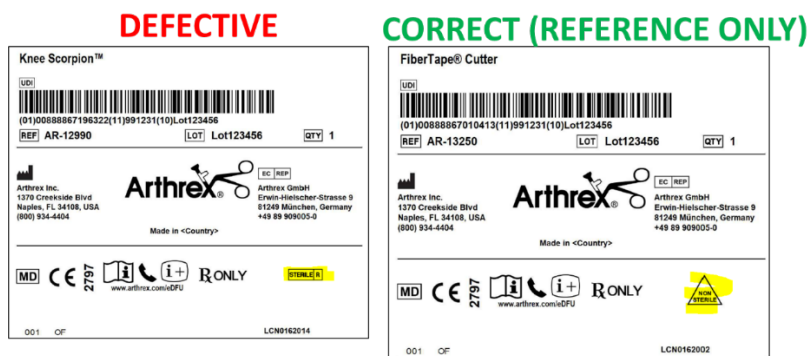 DEFECTIVE
Knee Scorpion™
UDI
(01)00888867196322(11)991231(10)Lot123456
REF AR-12990 LOT Lot123456 QTY 1
Arthrex Inc.
1370 Creekside Blvd
Naples, FL 34108, USA
(800) 934-4404
Arthrex®
EC REP
Arthrex GmbH
Erwin-Hielscher-Strasse 9
81249 München, Germany
+49 89 909005-0
Made in <Country>
MD CE 2797 i i+ Rx ONLY STERILE R
www.arthrex.com/eDFU
001 OF LCN0162014
CORRECT (REFERENCE ONLY)
FiberTape® Cutter
UDI
(01)00888867010413(11)991231(10)Lot123456
REF AR-13250 LOT Lot123456 QTY 1
Arthrex Inc.
1370 Creekside Blvd
Naples, FL 34108, USA
(800) 934-4404
Arthrex®
EC REP
Arthrex GmbH
Erwin-Hielscher-Strasse 9
81249 München, Germany
+49 89 909005-0
Made in <Country>
MD CE 2797 i i+ Rx ONLY NON
STERILE
www.arthrex.com/eDFU
001 OF LCN0162002